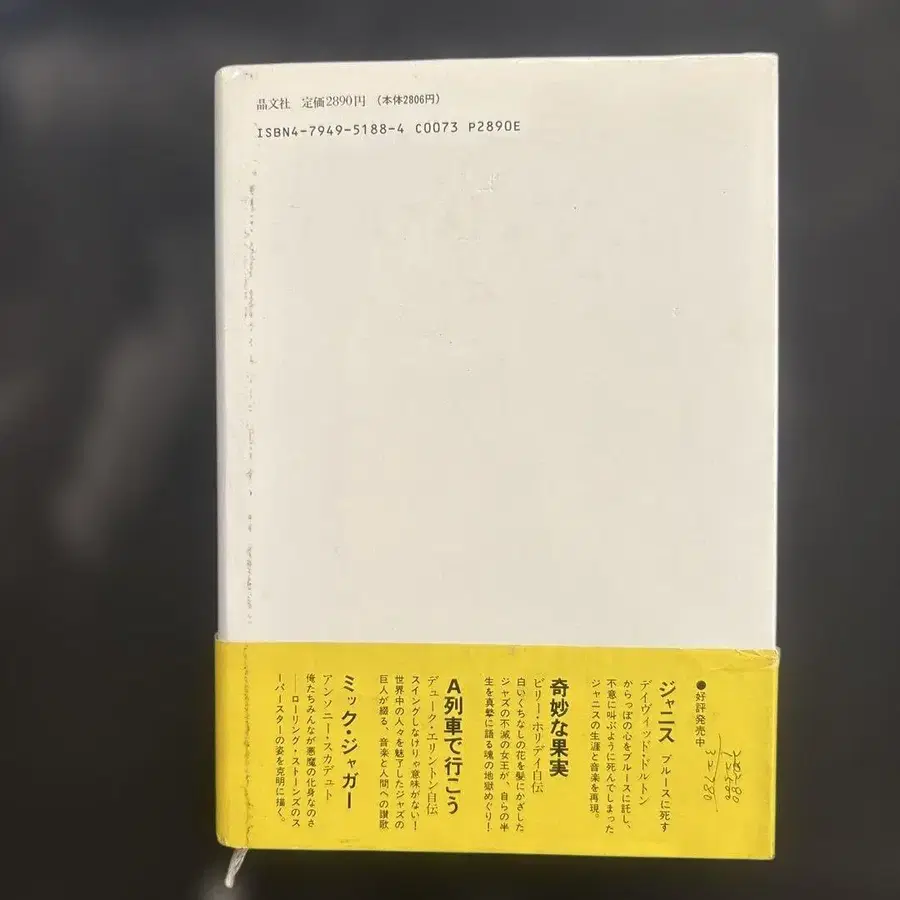 晶文社 定価2890円 (本体2806円)
ISBN4-7949-5188-4 C0073 P2890E
●好評発売中
ジャニス ブルースに死す
デイヴィッド・ドルトン
からっぽの心をブルースに託し、
不意に叫ぶように死んでしまった
ジャニスの生涯と音楽を再現。
奇妙な果実
ビリー・ホリデイ自伝
白いくちなしの花を髪にかざした
ジャズの不滅の女王が、自らの半
生を真摯に語る魂の地獄めぐり!
A列車で行こう
デューク・エリントン自伝
スイングしなけりゃ意味がない!
世界中の人々を魅了したジャズの
巨人が綴る、音楽と人間への讃歌
ミック・ジャガー
アンソニー・スカデュト
俺たちみんなが悪魔の化身なのさ
──ローリング・ストーンズのス
ーパースターの姿を克明に描く。